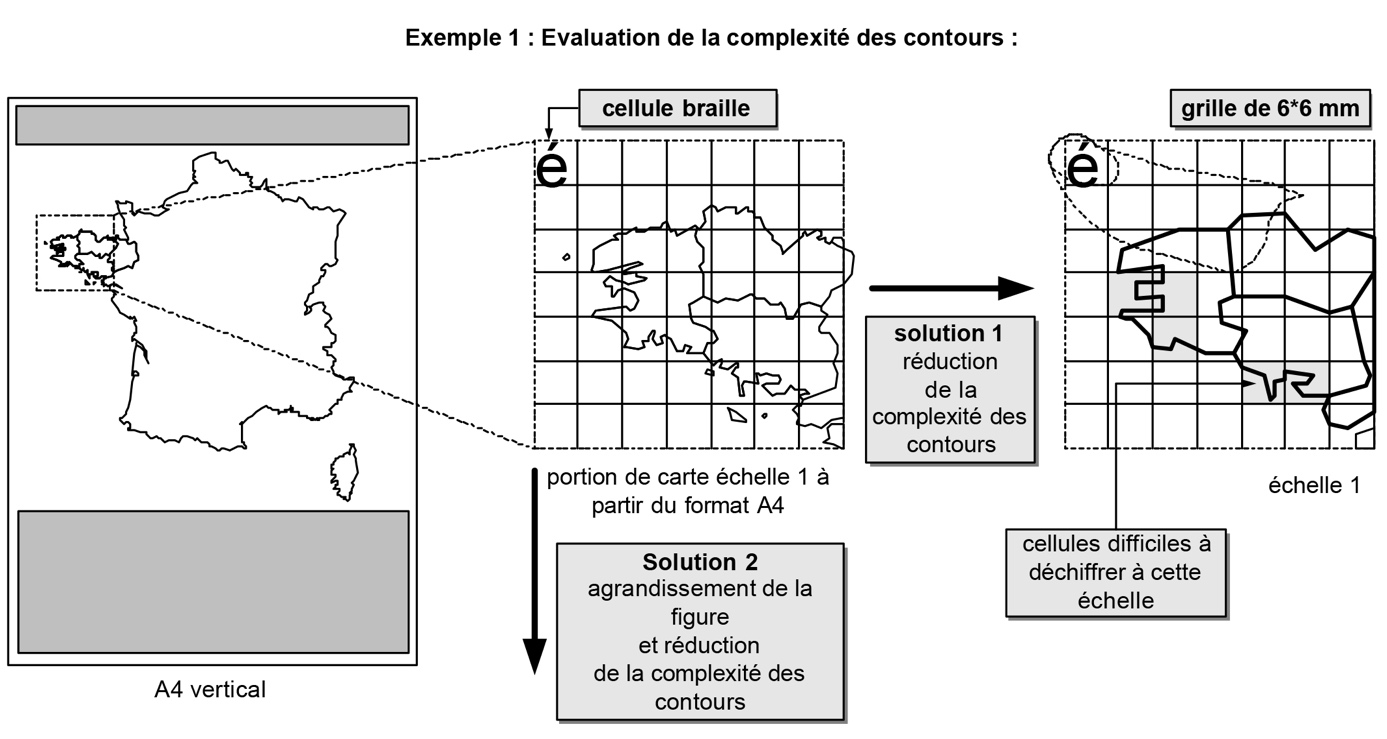 Exemple 1 : Evaluation de la complexité des contours :
cellule braille
grille de 6*6 mm
é
é
solution 1
réduction
de la
complexité des
contours
portion de carte échelle 1 à
partir du format A4
échelle 1
Solution 2
agrandissement de la
figure
et réduction
de la complexité des
contours
cellules difficiles à
déchiffrer à cette
échelle
A4 vertical